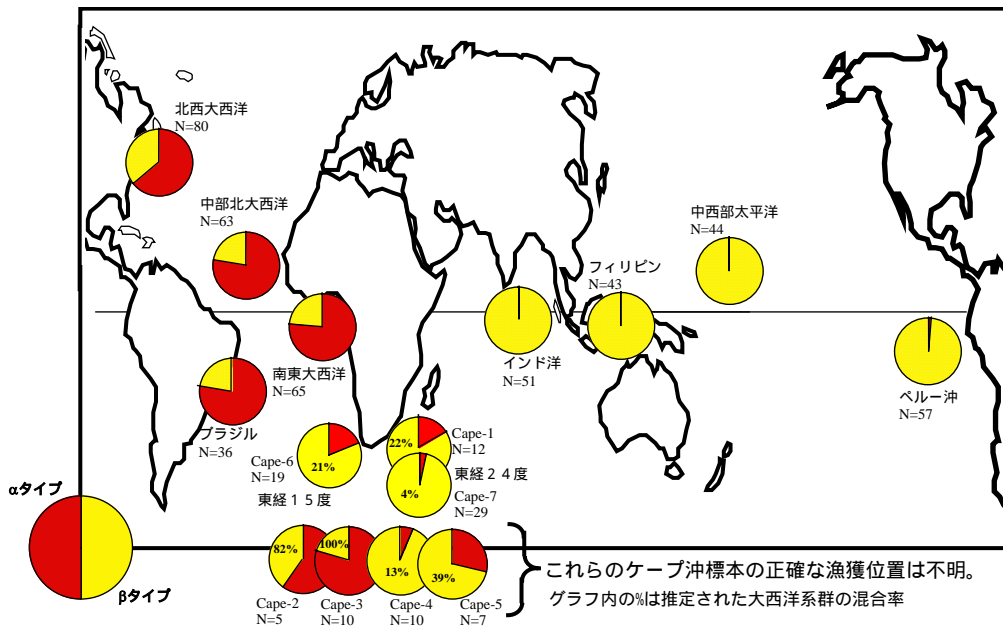 北西大西洋
N=80
中部北大西洋
N=63
中西部太平洋
N=44
フィリピン
N=43
インド洋
N=51
南東大西洋
N=65
ペルー沖
N=57
ブラジル
N=36
Cape-6
N=19
21%
東経１５度
22%
Cape-1
N=12
東経２４度
4%
Cape-7
N=29
αタイプ
βタイプ
82%
100%
13%
39%
Cape-2
N=5
Cape-3
N=10
Cape-4
N=10
Cape-5
N=7
これらのケープ沖標本の正確な漁獲位置は不明。
グラフ内の%は推定された大西洋系群の混合率